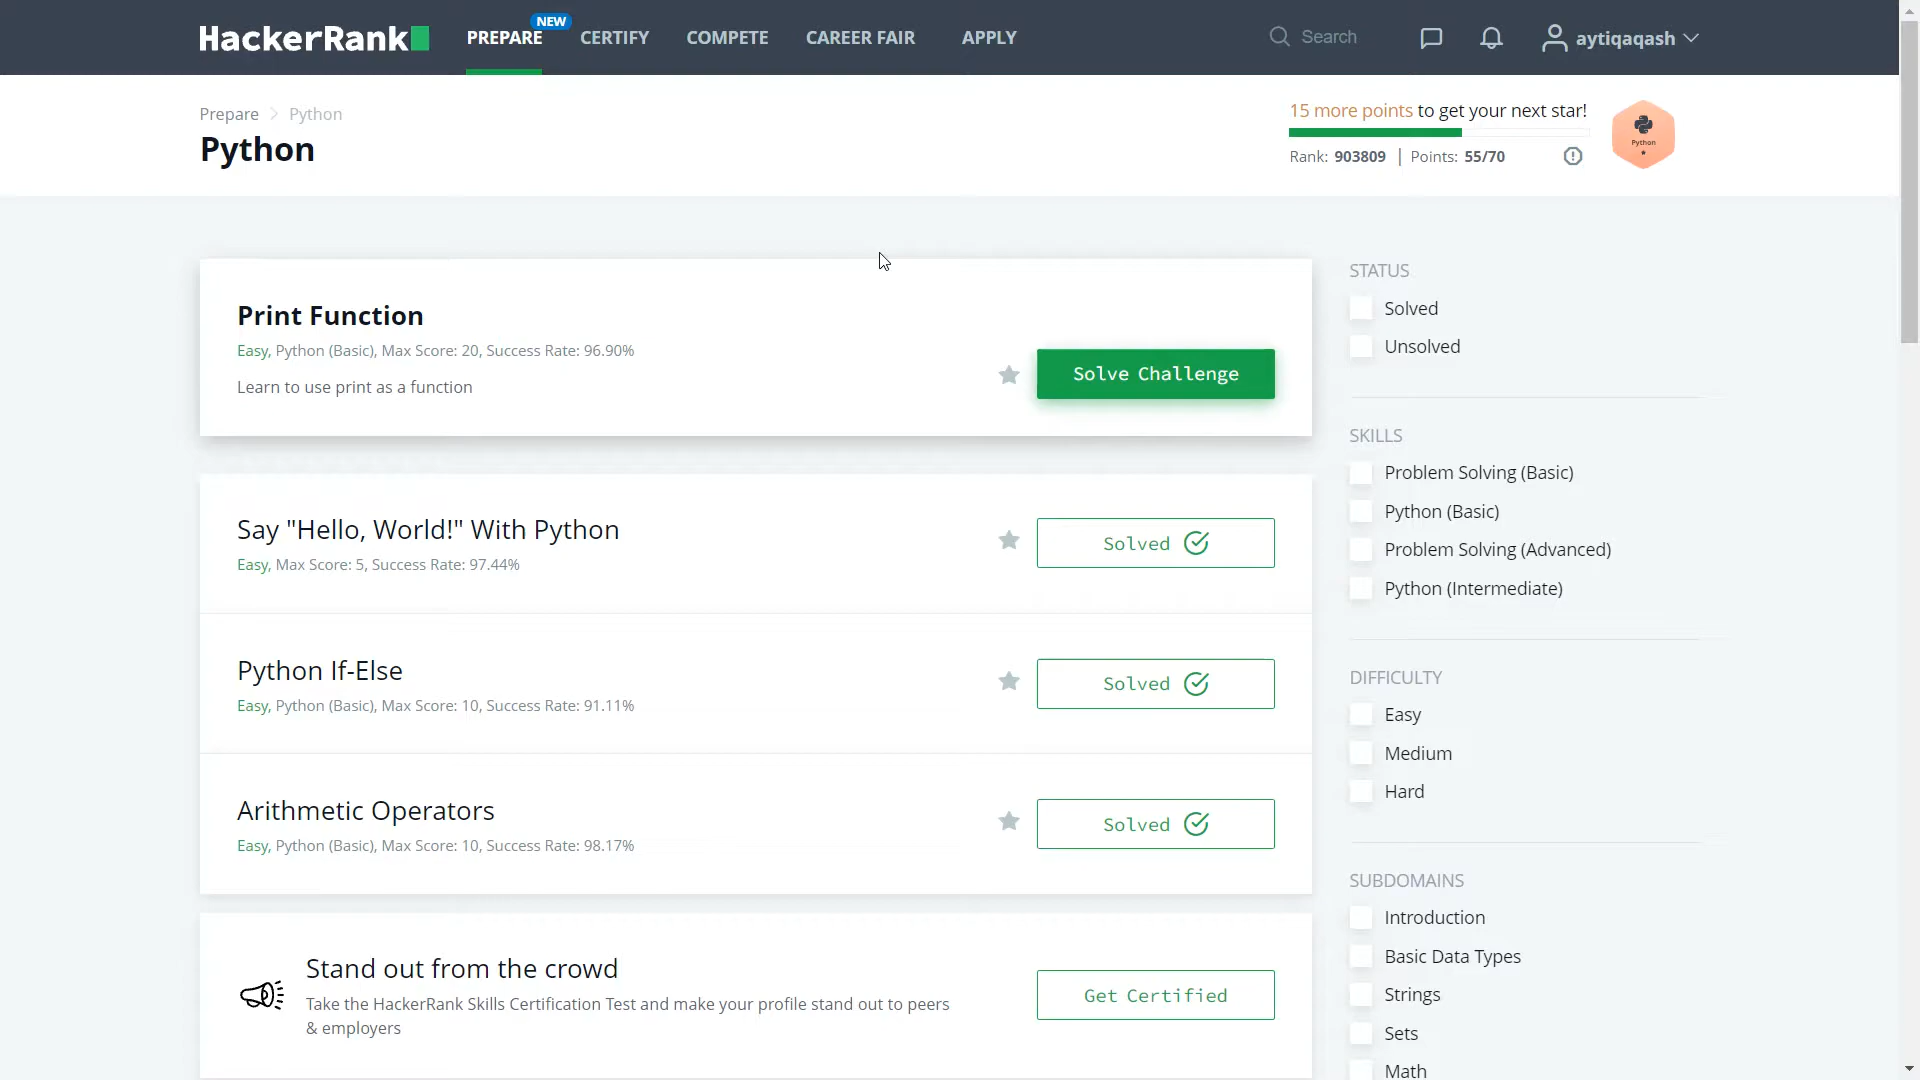 HackerRank
PREPARE
NEW
CERTIFY
COMPETE
CAREER FAIR
APPLY
Search
aytiqaqash
Prepare
Python
Python
15 more points to get your next star!
Rank: 903809 | Points: 55/70
Python
Print Function
Easy, Python (Basic), Max Score: 20, Success Rate: 96.90%
Learn to use print as a function
Solve Challenge
Say "Hello, World!" With Python
Easy, Max Score: 5, Success Rate: 97.44%
Solved
Python If-Else
Easy, Python (Basic), Max Score: 10, Success Rate: 91.11%
Solved
Arithmetic Operators
Easy, Python (Basic), Max Score: 10, Success Rate: 98.17%
Solved
Stand out from the crowd
Take the HackerRank Skills Certification Test and make your profile stand out to peers
& employers
Get Certified
STATUS
Solved
Unsolved
SKILLS
Problem Solving (Basic)
Python (Basic)
Problem Solving (Advanced)
Python (Intermediate)
DIFFICULTY
Easy
Medium
Hard
SUBDOMAINS
Introduction
Basic Data Types
Strings
Sets
Math